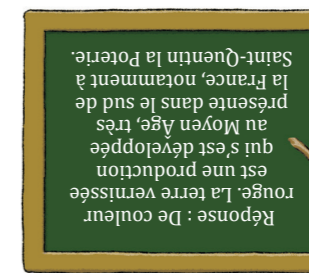 Réponse : De couleur
rouge. La terre vernissée
est une production
qui s'est développée
au Moyen Âge, très
présente dans le sud de
la France, notamment à
Saint-Quentin la Poterie.